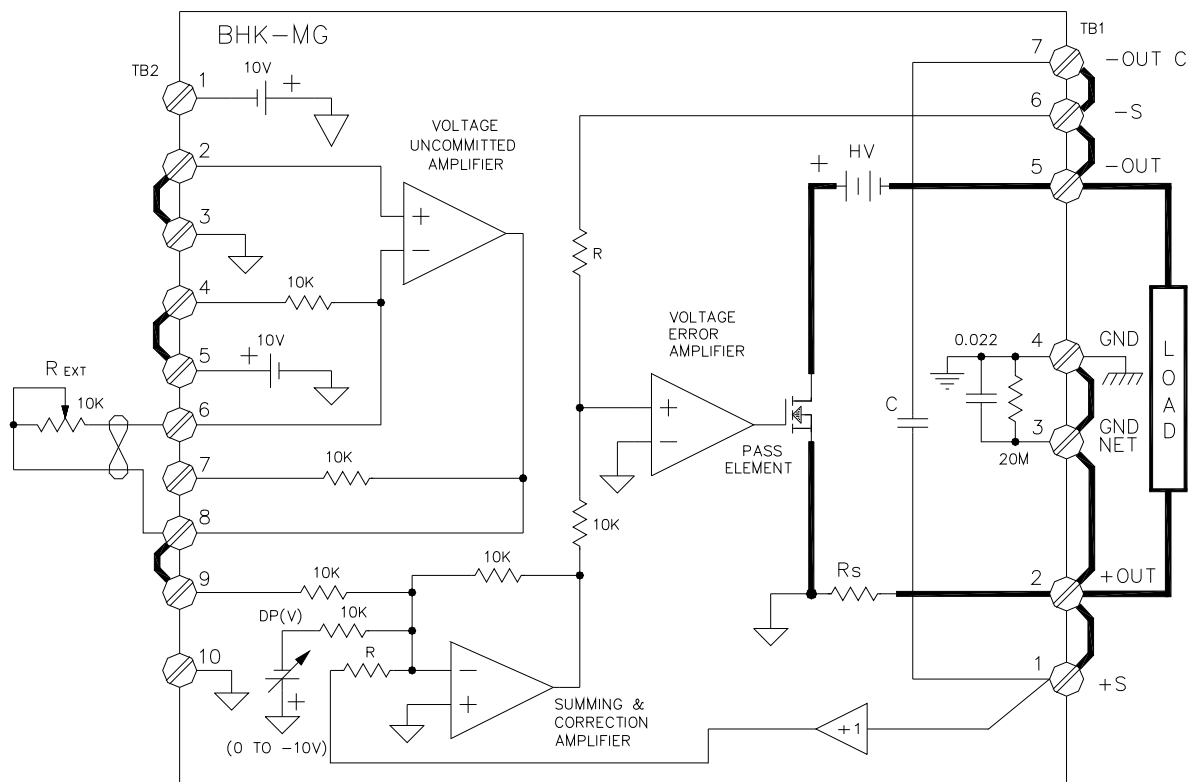 BHK-MG
TB2
TB1
1
10V
+
2
3
4
10K
5
+
10V
6
7
10K
8
9
10K
10
R EXT
10K
VOLTAGE
UNCOMMITTED
AMPLIFIER
+
−
R
VOLTAGE
ERROR
AMPLIFIER
+
−
PASS
ELEMENT
+
HV
C
10K
10K
DP(V)
10K
+
(0 TO -10V)
R
−
+
SUMMING &
CORRECTION
AMPLIFIER
Rs
+1
0.022
20M
7
-OUT C
6
-S
5
-OUT
4
GND
3
GND
NET
2
+OUT
1
+S
LOAD